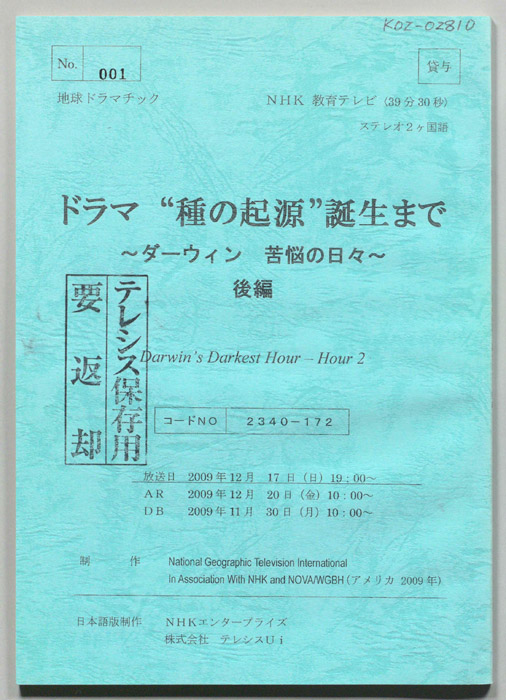 K02-02810
No. 001
貸与
地球ドラマチック
NHK 教育テレビ（39分30秒）
ステレオ2ヶ国語
ドラマ “種の起源”誕生まで
～ダーウィン 苦悩の日々～
後編
テレシス保存用
要返却
Darwin's Darkest Hour – Hour 2
コードNO 2340-172
放送日 2009年12月 17日（日）19：00～
AR 2009年12月 20日（金）10：00～
DB 2009年11月 30日（月）10：00～
制 作 National Geographic Television International
In Association With NHK and NOVA/WGBH（アメリカ 2009年）
日本語版制作 NHKエンタープライズ
株式会社 テレシスUi